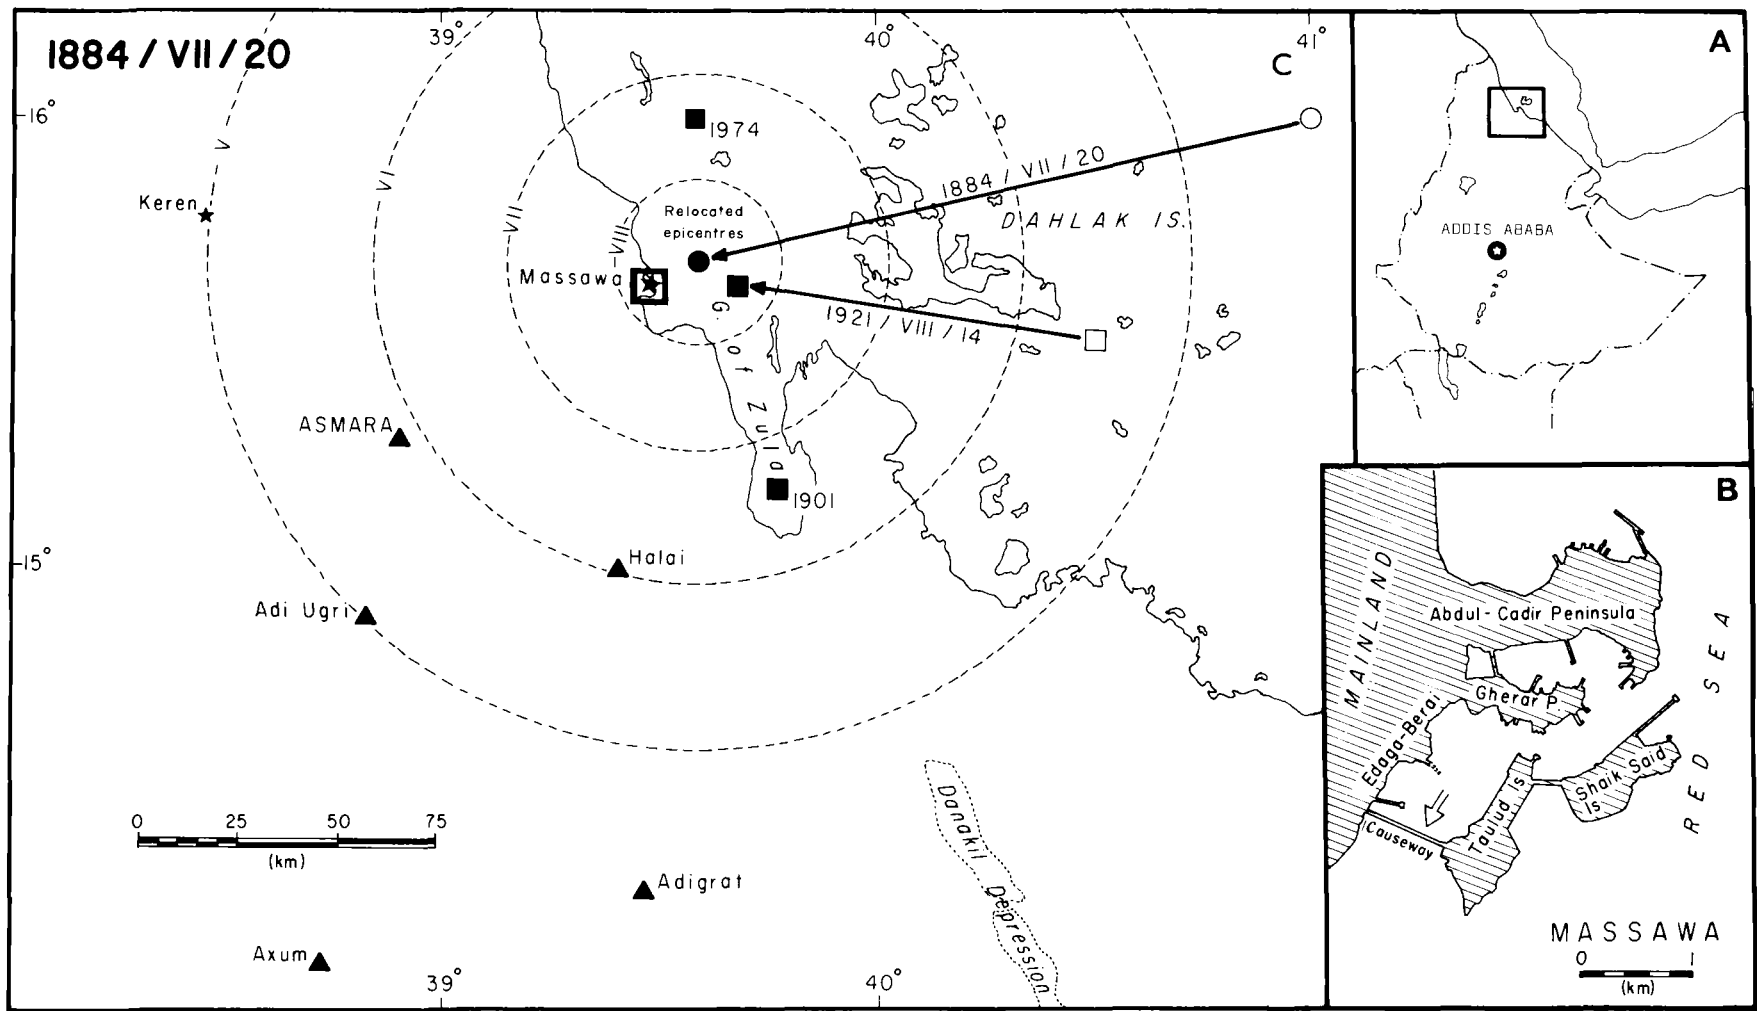 1884 / VII / 20
39°
40°
41°
C
16°
15°
V
VI
VII
VIII
1974
Keren
Relocated
epicentres
1884 / VII / 20
DAHLAK IS.
Massawa
1921 / VIII / 14
G. of Zula
ASMARA
1901
Halai
Adi Ugri
0 25 50 75
(km)
Danakil Depression
Adigrat
Axum
39°
40°
A
ADDIS ABABA
B
MAINLAND
Abdul-Cadir Peninsula
RED SEA
Gherar P.
Edaga-Berai
Shaik Said
Is
Taulud Is
Causeway
MASSAWA
0 1
(km)